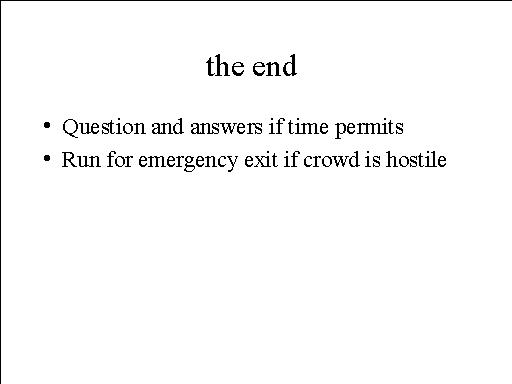 the end
• Question and answers if time permits
• Run for emergency exit if crowd is hostile